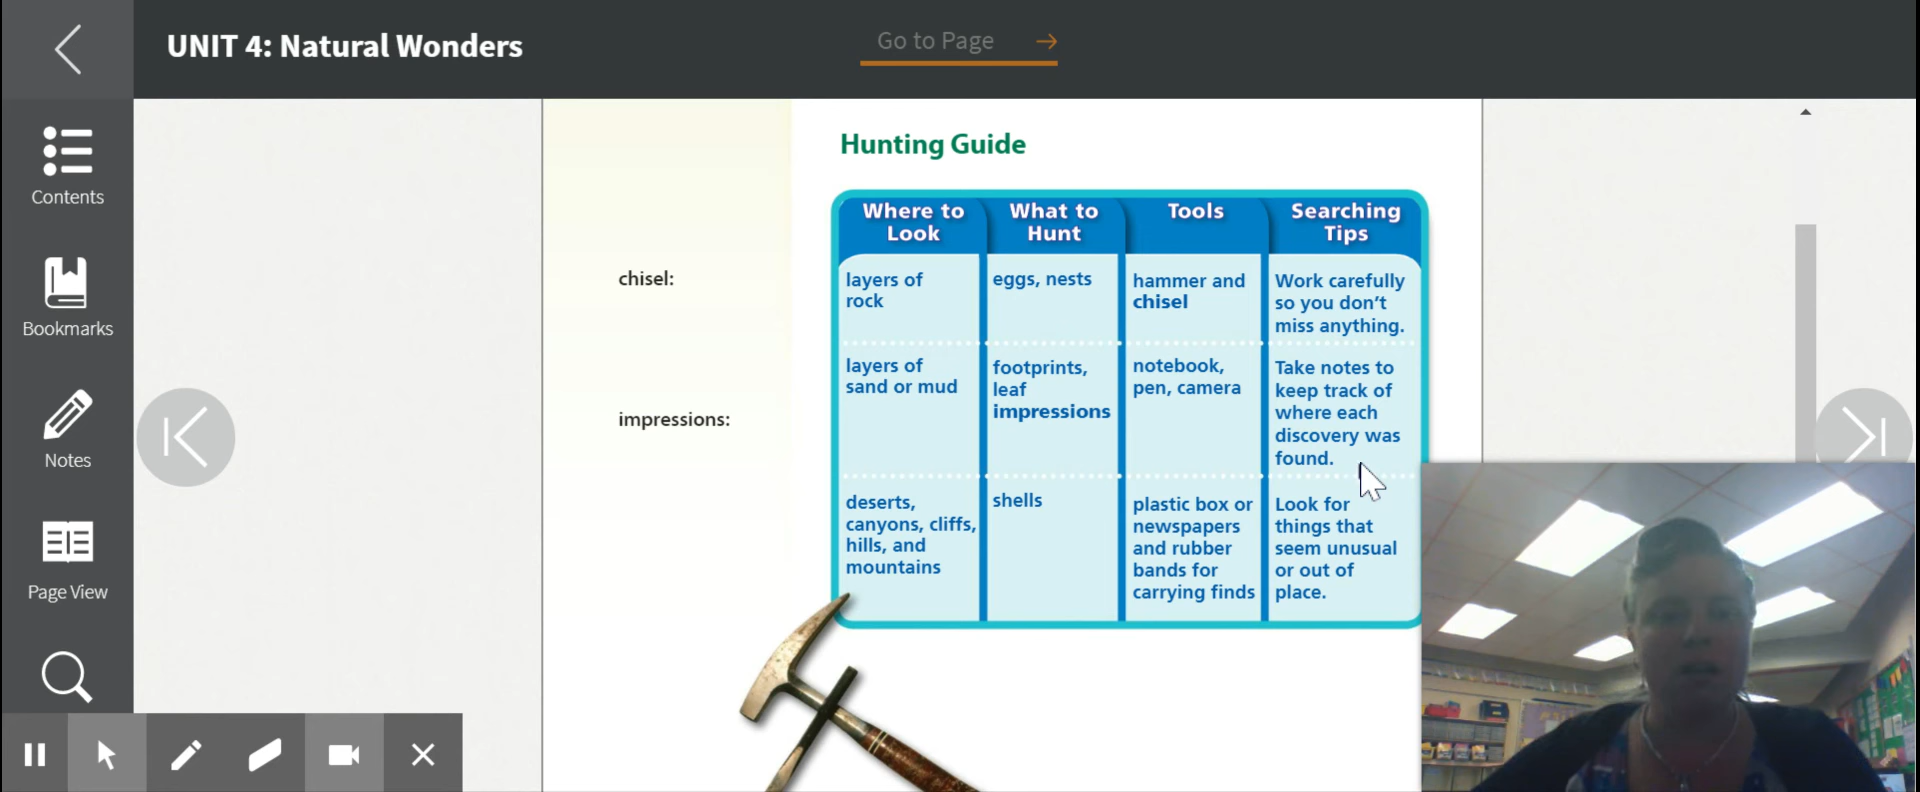 UNIT 4: Natural Wonders
Go to Page
Contents
Bookmarks
Notes
Page View
Hunting Guide
chisel:
impressions:
Where to
Look
What to
Hunt
Tools
Searching
Tips
layers of
rock
eggs, nests
hammer and
chisel
Work carefully
so you don't
miss anything.
layers of
sand or mud
footprints,
leaf
impressions
notebook,
pen, camera
Take notes to
keep track of
where each
discovery was
found.
deserts,
canyons, cliffs,
hills, and
mountains
shells
plastic box or
newspapers
and rubber
bands for
carrying finds
Look for
things that
seem unusual
or out of
place.